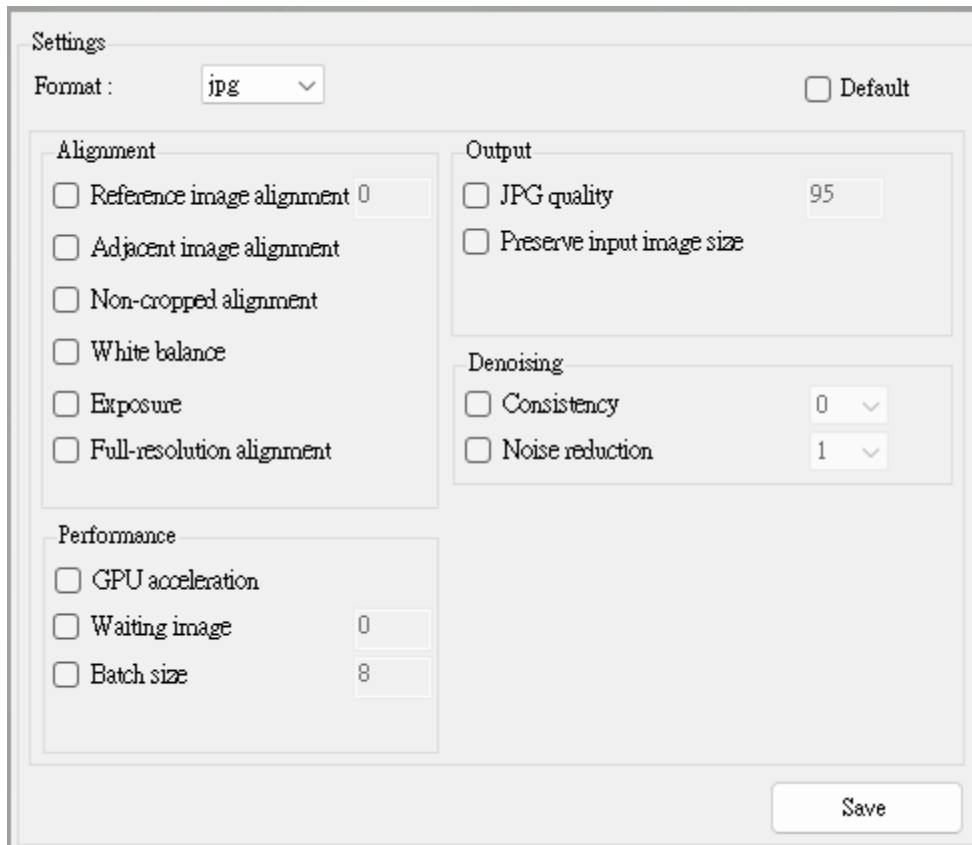 Settings
Format :
jpg
Default
Alignment
Reference image alignment 0
Adjacent image alignment
Non-cropped alignment
White balance
Exposure
Full-resolution alignment
Output
JPG quality 95
Preserve input image size
Denoising
Consistency 0
Noise reduction 1
Performance
GPU acceleration
Waiting image 0
Batch size 8
Save